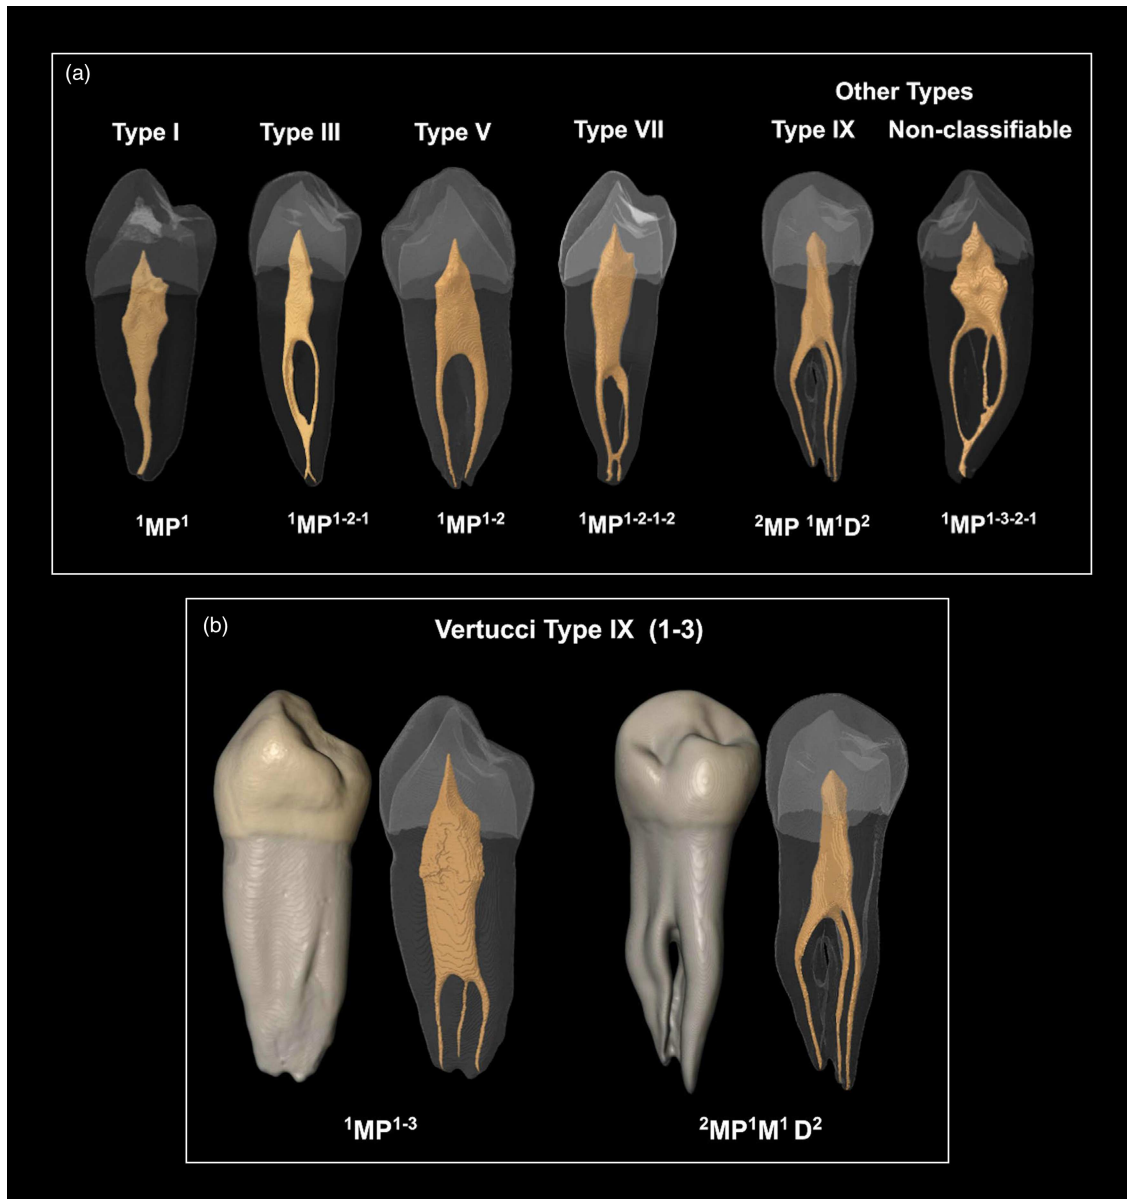 (a)
Other Types
Type I Type III Type V Type VII Type IX Non-classifiable
¹MP¹ ¹MP¹⁻²⁻¹ ¹MP¹⁻² ¹MP¹⁻²⁻¹⁻² ²MP ¹M¹D² ¹MP¹⁻³⁻²⁻¹
(b)
Vertucci Type IX (1-3)
¹MP¹⁻³ ²MP¹M¹ D²